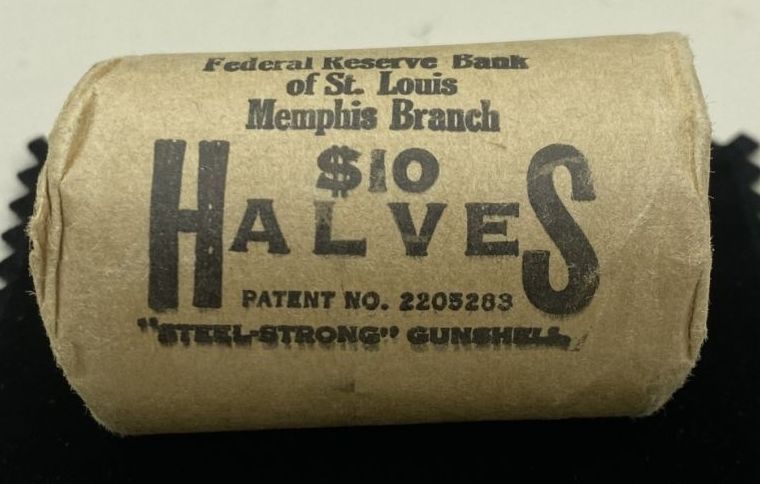 Federal Reserve Bank
of St. Louis
Memphis Branch
$10
HALVES
PATENT NO. 2205283
"STEEL-STRONG" GUNSHELL